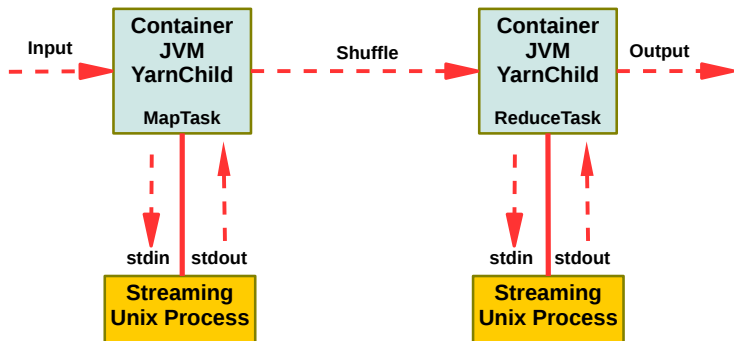 Input
Container
JVM
YarnChild
MapTask
Shuffle
Container
JVM
YarnChild
ReduceTask
Output
stdin
stdout
Streaming
Unix Process
stdin
stdout
Streaming
Unix Process